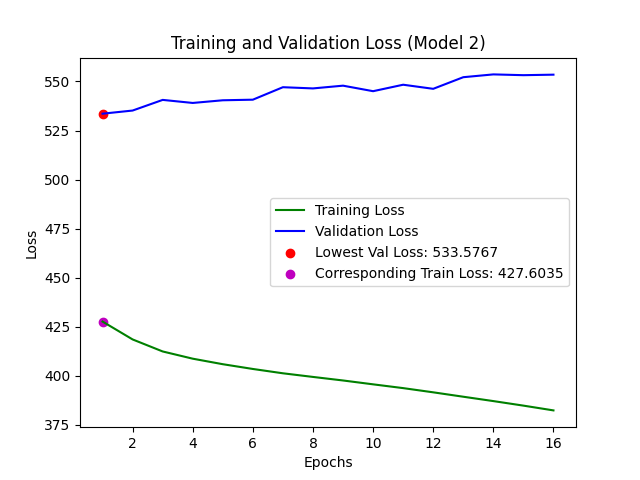 Training and Validation Loss (Model 2)
550
525
500
475
450
425
400
375
Loss
Training Loss
Validation Loss
Lowest Val Loss: 533.5767
Corresponding Train Loss: 427.6035
2 4 6 8 10 12 14 16
Epochs